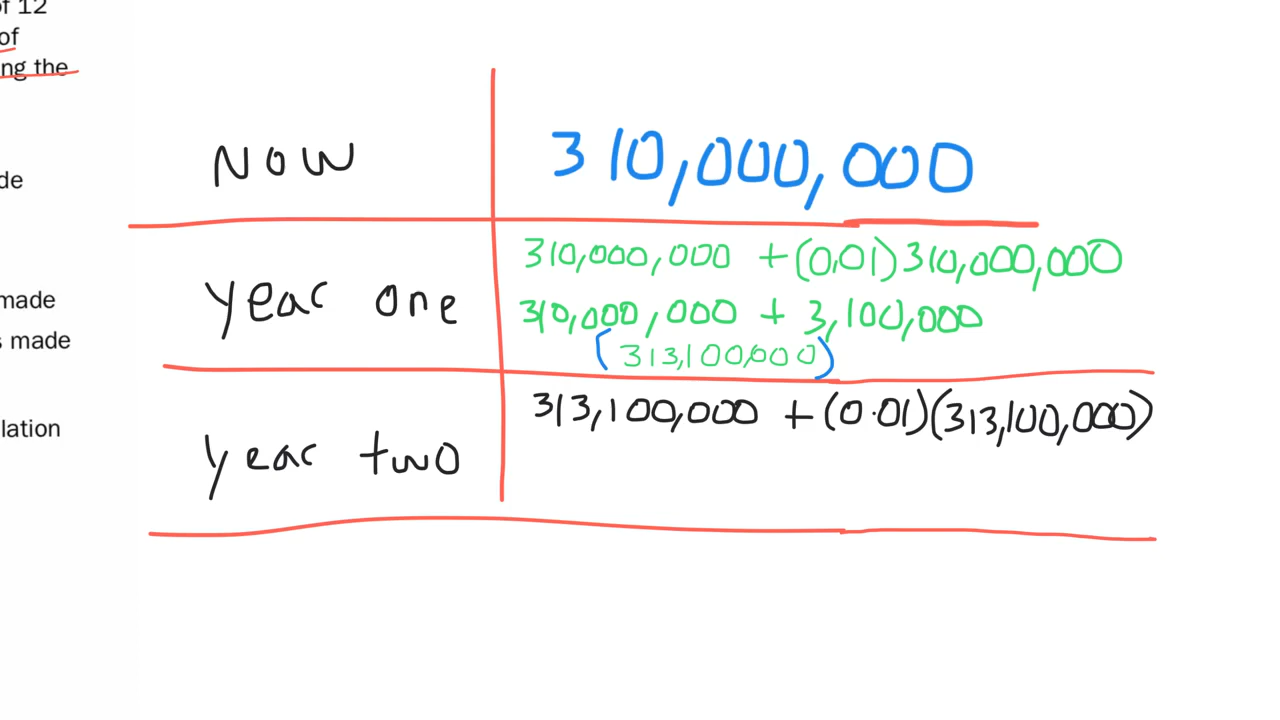 of 12
of
ng the
de
made
s made
lation
Now
310,000,000
year one
310,000,000 + (0.01) 310,000,000
310,000,000 + 3,100,000
(313,100,000)
year two
313,100,000 + (0.01)(313,100,000)